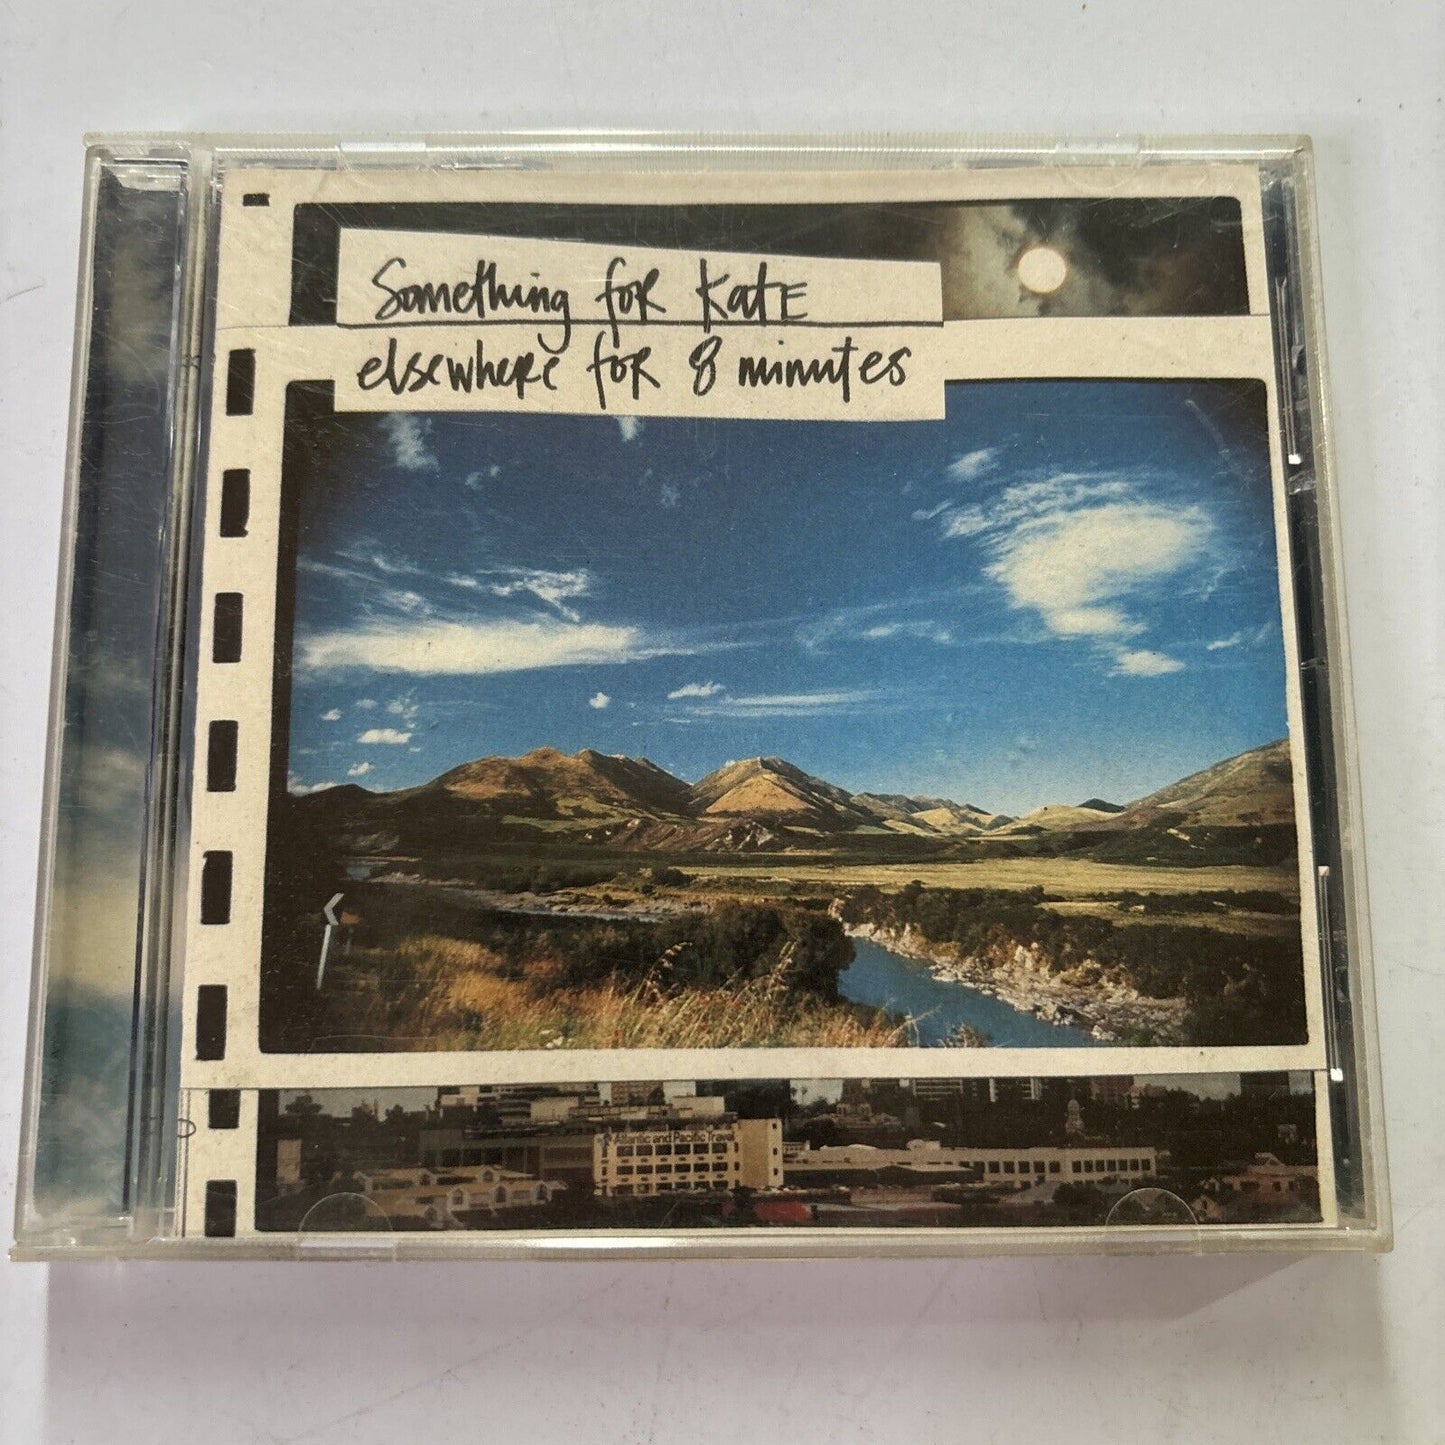 Something for Kate
elsewhere for 8 minutes
Atlantic and Pacific Travel